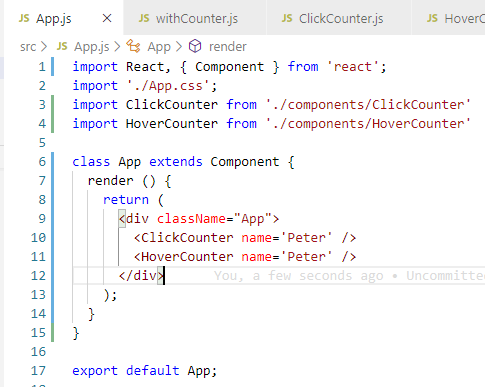 JS App.js × JS withCounter.js JS ClickCounter.js JS HoverC
src > JS App.js > App > render
1 import React, { Component } from 'react';
2 import './App.css';
3 import ClickCounter from './components/ClickCounter'
4 import HoverCounter from './components/HoverCounter'
5
6 class App extends Component {
7 render () {
8 return (
9 <div className="App">
10 <ClickCounter name='Peter' />
11 <HoverCounter name='Peter' />
12 </div> You, a few seconds ago • Uncommitte
13 );
14 }
15 }
16
17 export default App;